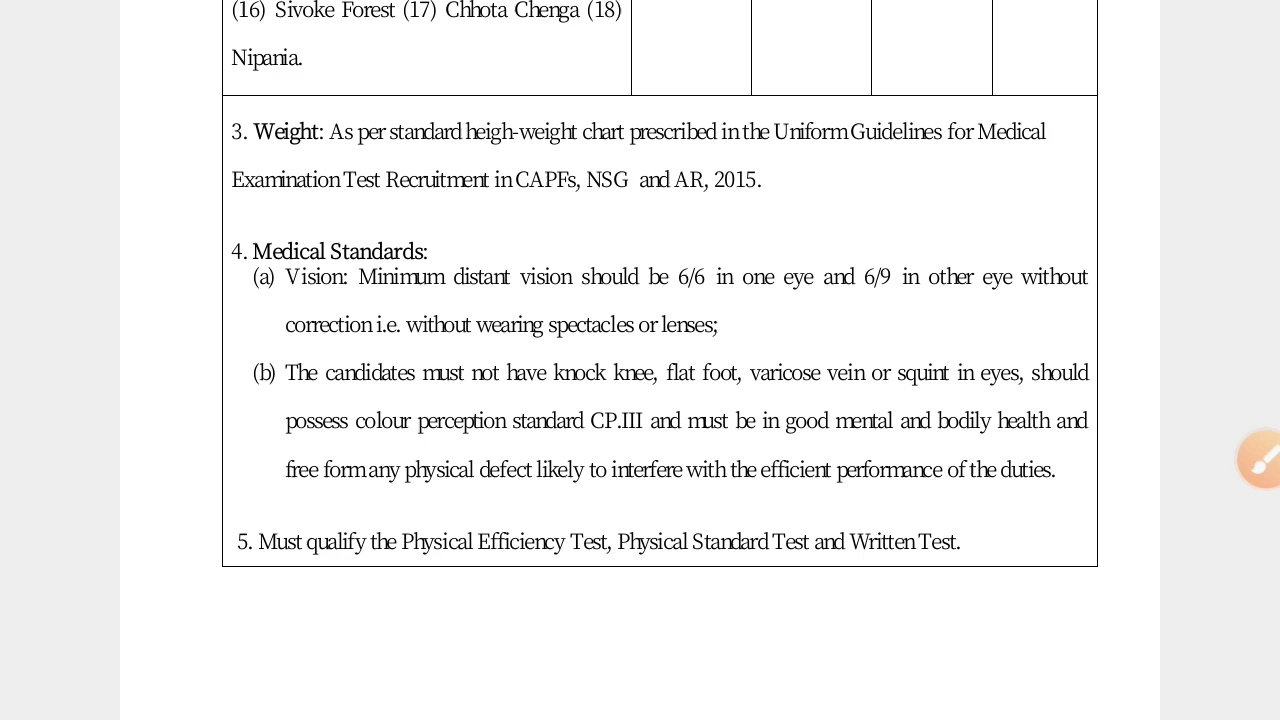 (16) Sivoke Forest (17) Chhota Chenga (18)
Nipania.
3. Weight: As per standard heigh-weight chart prescribed in the Uniform Guidelines for Medical
Examination Test Recruitment in CAPFs, NSG and AR, 2015.
4. Medical Standards:
(a) Vision: Minimum distant vision should be 6/6 in one eye and 6/9 in other eye without
correction i.e. without wearing spectacles or lenses;
(b) The candidates must not have knock knee, flat foot, varicose vein or squint in eyes, should
possess colour perception standard CP.III and must be in good mental and bodily health and
free form any physical defect likely to interfere with the efficient performance of the duties.
5. Must qualify the Physical Efficiency Test, Physical Standard Test and Written Test.